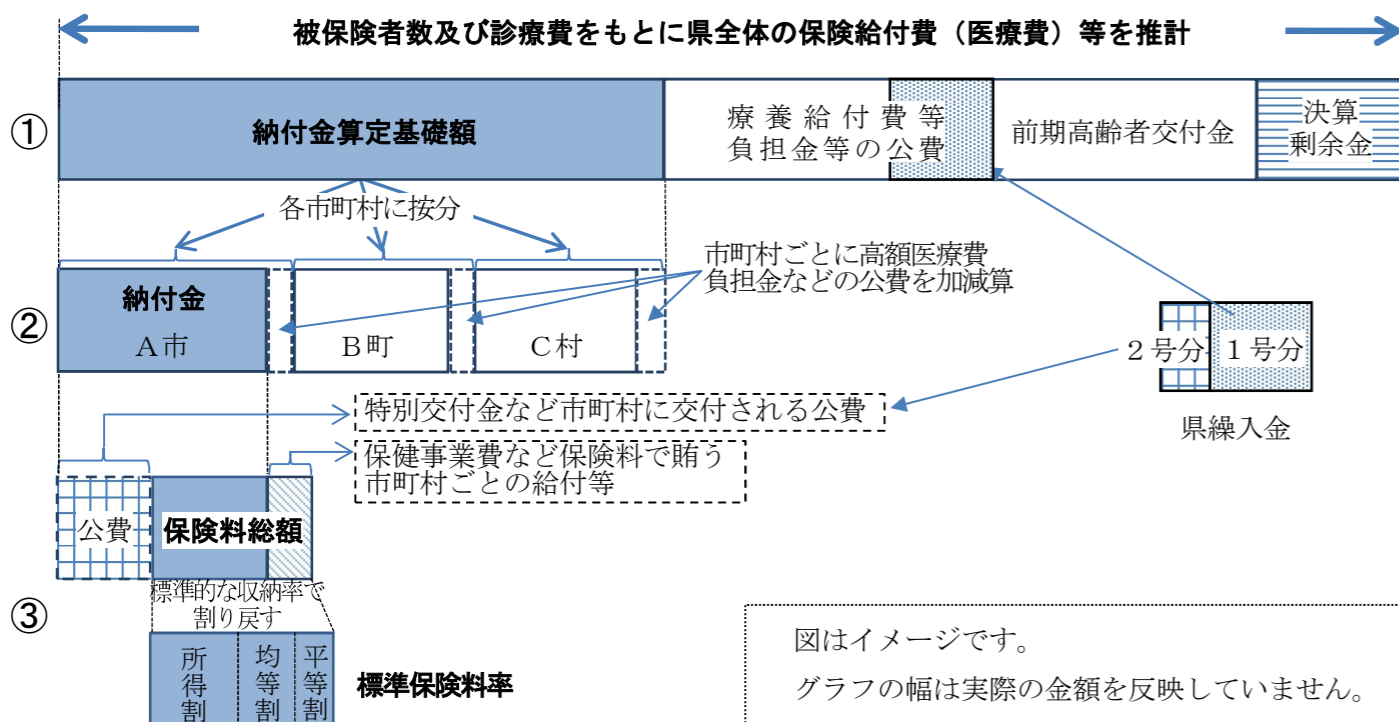 被保険者数及び診療費をもとに県全体の保険給付費（医療費）等を推計
①
納付金算定基礎額
療養給付費等
負担金等の公費
前期高齢者交付金
決算
剰余金
各市町村に按分
市町村ごとに高額医療費
負担金などの公費を加減算
②
納付金
A市
B町
C村
2号分
1号分
県繰入金
特別交付金など市町村に交付される公費
保健事業費など保険料で賄う
市町村ごとの給付等
公費
保険料総額
標準的な収納率で
割り戻す
③
所得割
均等割
平等割
標準保険料率
図はイメージです。
グラフの幅は実際の金額を反映していません。